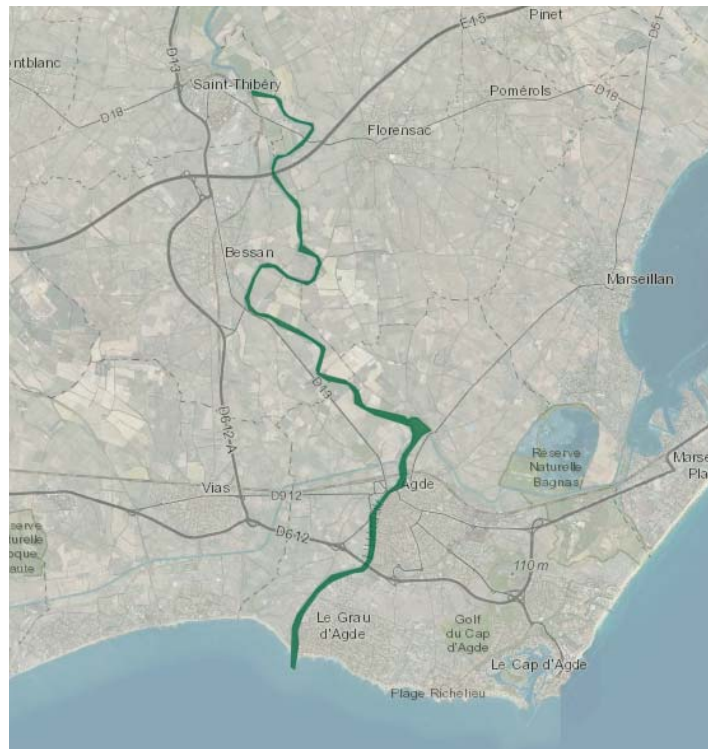 Pinet
E15
D51
D13
ontblanc
Saint-Thibéry
Pomérols
D18
D18
Florensac
Bessan
Marseillan
D13
D612-A
Réserve
Naturelle
Bagnas
Agde
Marse
Pla
Vias
D912
serve
turelle
oque
aute
D612
110 m
Le Grau
d'Agde
Golf
du Cap
d'Agde
Le Cap d'Agde
Plage Richelieu